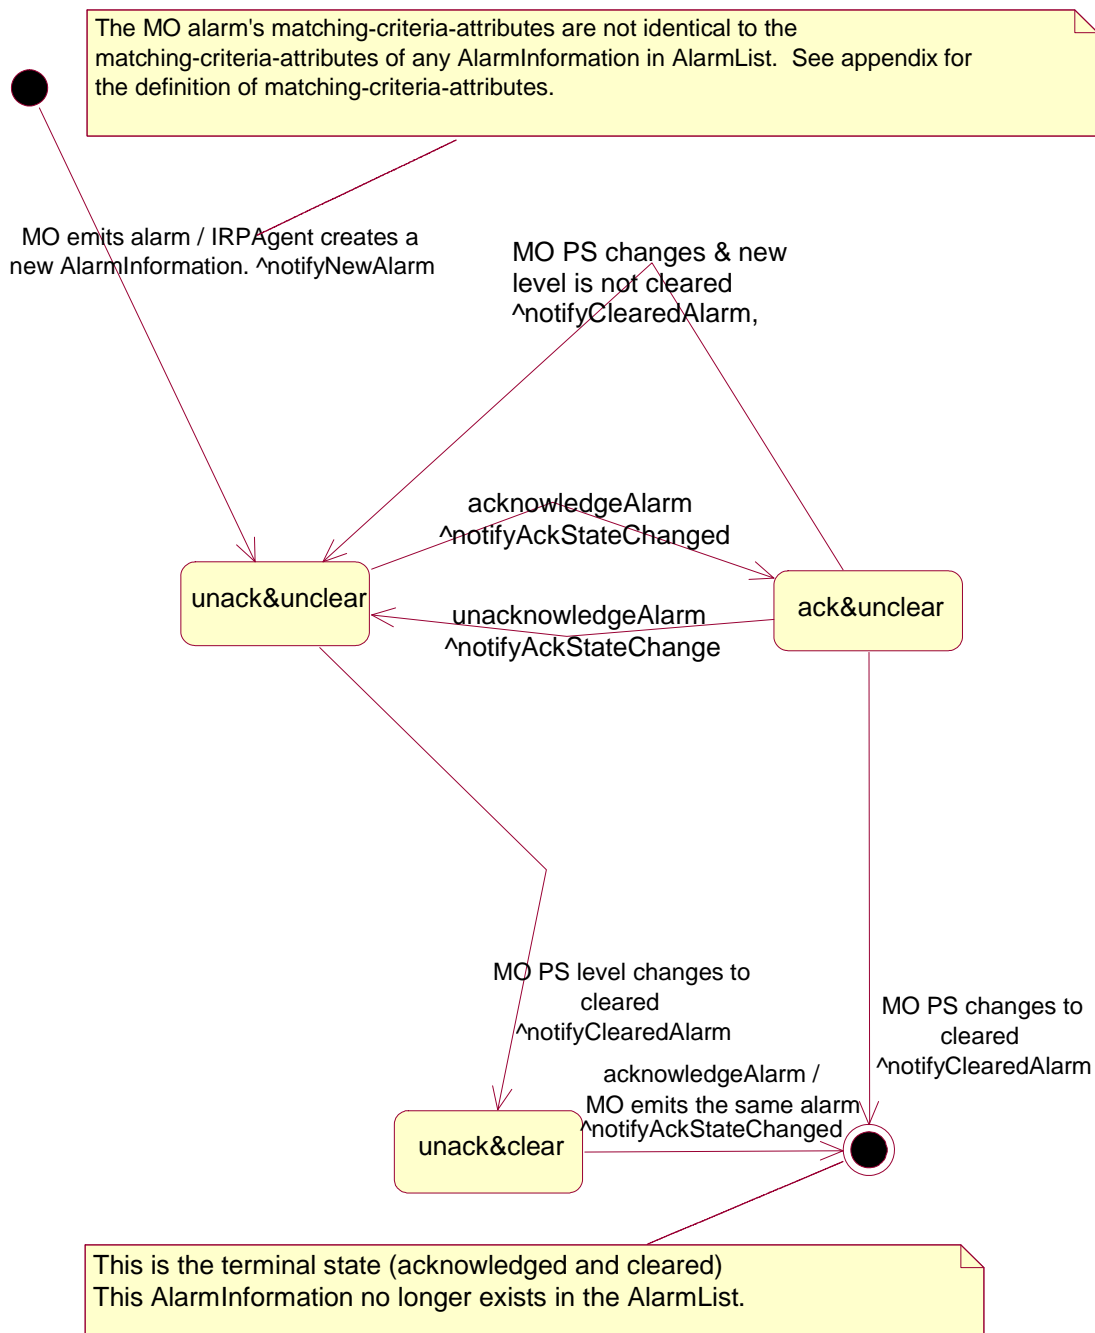 The MO alarm's matching-criteria-attributes are not identical to the
matching-criteria-attributes of any AlarmInformation in AlarmList.  See appendix for
the definition of matching-criteria-attributes.
MO emits alarm / IRPAgent creates a
new AlarmInformation. ^notifyNewAlarm
MO PS changes & new
level is not cleared
^notifyClearedAlarm,
acknowledgeAlarm
^notifyAckStateChanged
unack&unclear
ack&unclear
unacknowledgeAlarm
^notifyAckStateChange
MO PS level changes to
cleared
^notifyClearedAlarm
MO PS changes to
cleared
^notifyClearedAlarm
acknowledgeAlarm /
MO emits the same alarm
^notifyAckStateChanged
unack&clear
This is the terminal state (acknowledged and cleared)
This AlarmInformation no longer exists in the AlarmList.